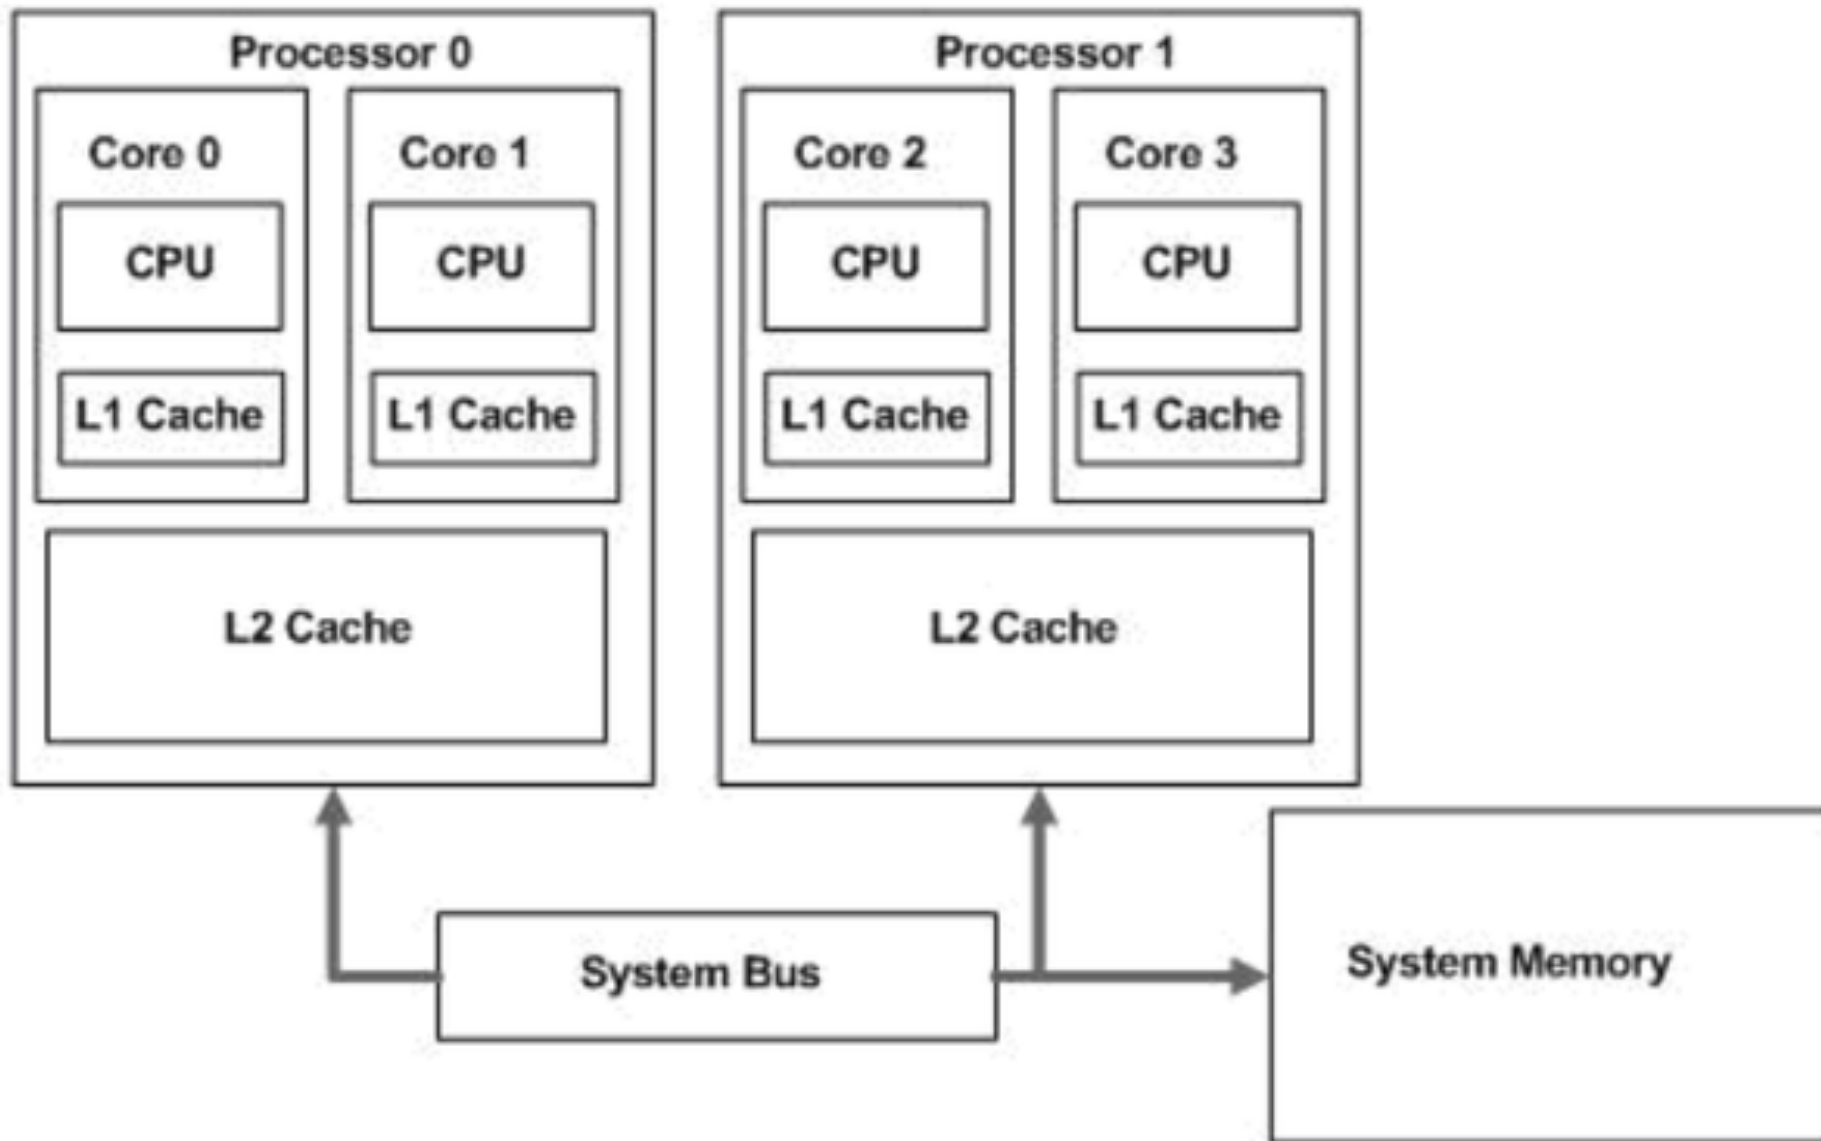 Processor 0
Processor 1
Core 0
Core 1
Core 2
Core 3
CPU
CPU
CPU
CPU
L1 Cache
L1 Cache
L1 Cache
L1 Cache
L2 Cache
L2 Cache
System Bus
System Memory